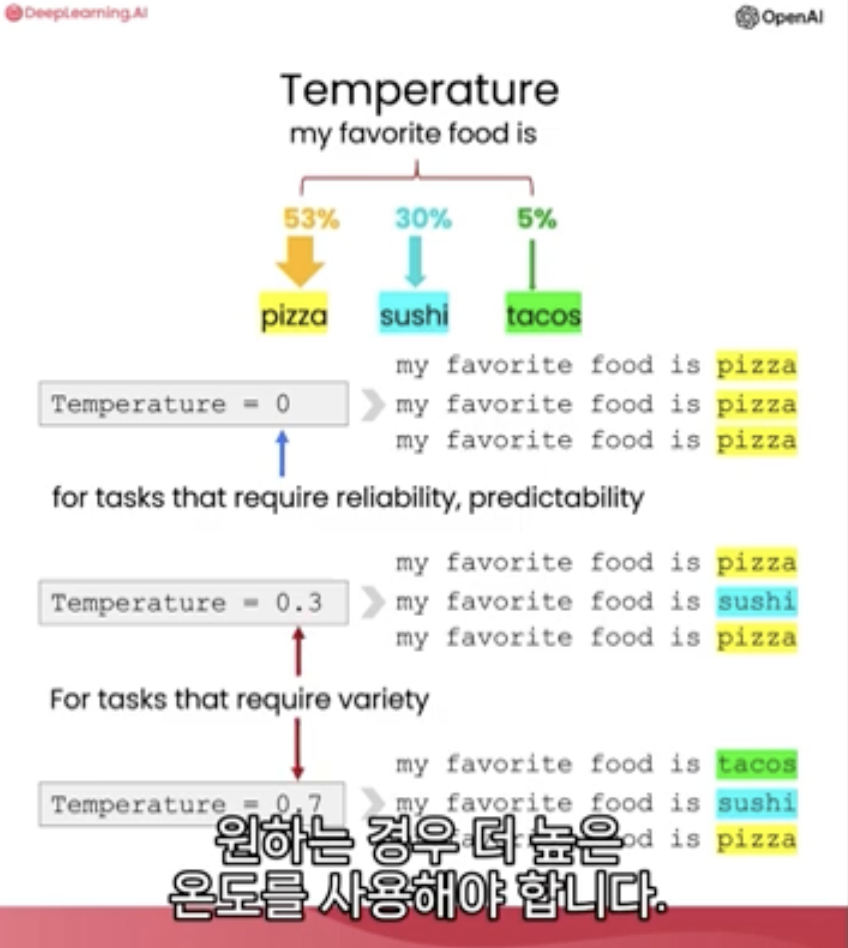 DeepLearning.AI
OpenAI
Temperature
my favorite food is
53% 30% 5%
pizza sushi tacos
my favorite food is pizza
Temperature = 0 my favorite food is pizza
my favorite food is pizza
for tasks that require reliability, predictability
my favorite food is pizza
Temperature = 0.3 my favorite food is sushi
my favorite food is pizza
For tasks that require variety
my favorite food is tacos
Temperature = 0.7 my favorite food is sushi
is pizza
원하는 경우 더 높은
온도를 사용해야 합니다.